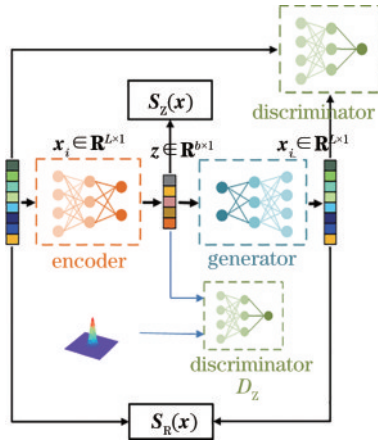 discriminator
S_Z(x)
x_i ∈ R^{L×1}
z ∈ R^{b×1}
x_i ∈ R^{L×1}
encoder
generator
discriminator
D_Z
S_R(x)